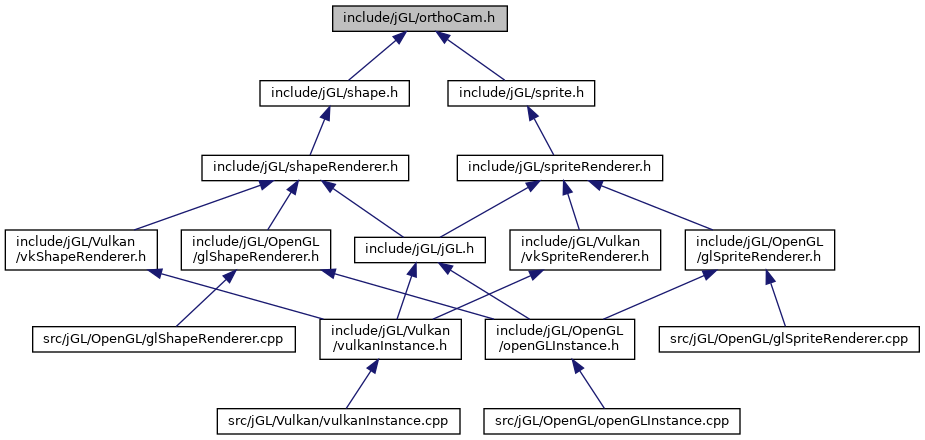 include/jGL/orthoCam.h
include/jGL/shape.h
include/jGL/sprite.h
include/jGL/shapeRenderer.h
include/jGL/spriteRenderer.h
include/jGL/Vulkan
/vkShapeRenderer.h
include/jGL/OpenGL
/glShapeRenderer.h
include/jGL/jGL.h
include/jGL/Vulkan
/vkSpriteRenderer.h
include/jGL/OpenGL
/glSpriteRenderer.h
src/jGL/OpenGL/glShapeRenderer.cpp
include/jGL/Vulkan
/vulkanInstance.h
include/jGL/OpenGL
/openGLInstance.h
src/jGL/OpenGL/glSpriteRenderer.cpp
src/jGL/Vulkan/vulkanInstance.cpp
src/jGL/OpenGL/openGLInstance.cpp